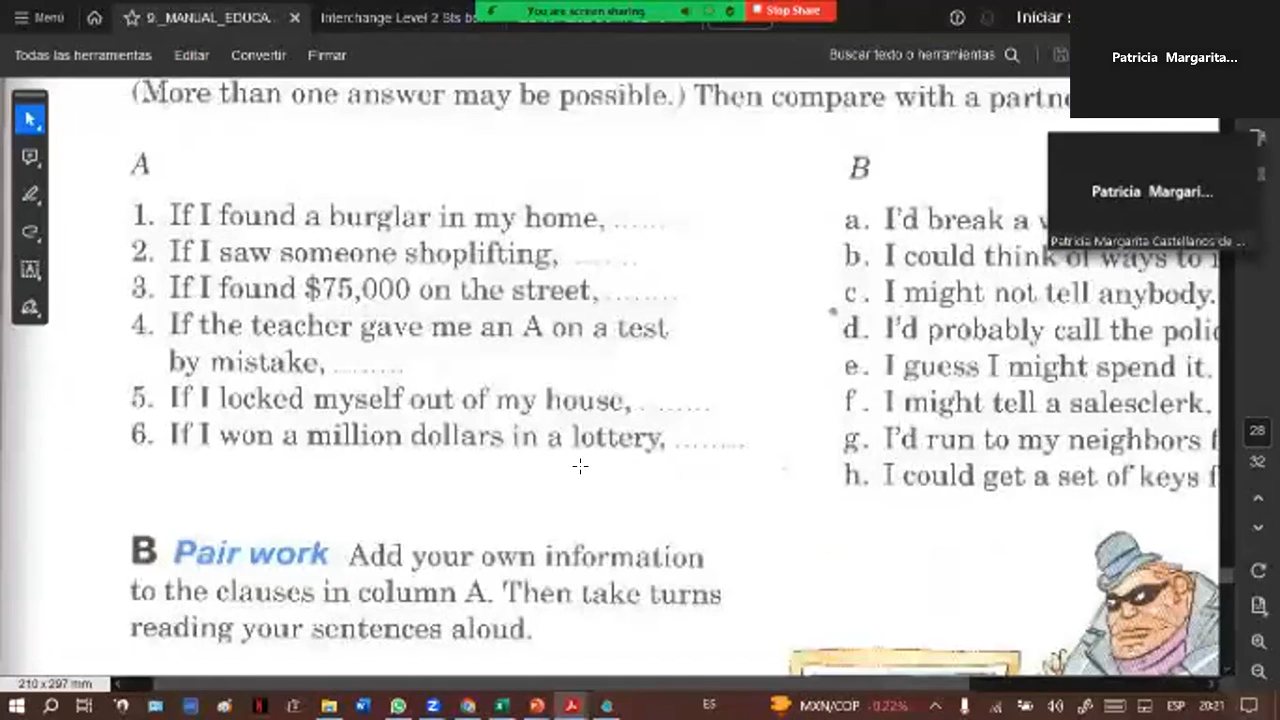 Menú
9._MANUAL_EDUCA...
Interchange Level 2 Sts bo
You are screen sharing
Stop Share
Iniciar s
Todas las herramientas
Editar
Convertir
Firmar
Buscar texto o herramientas
Patricia Margarita...
Patricia Margari...
Patricia Margarita Castellanos de ...
(More than one answer may be possible.) Then compare with a partne
A
1. If I found a burglar in my home, ......
2. If I saw someone shoplifting, ......
3. If I found $75,000 on the street, ........
4. If the teacher gave me an A on a test
by mistake, .........
5. If I locked myself out of my house, ........
6. If I won a million dollars in a lottery, .........
B
a. I'd break a
b. I could think of ways to
c. I might not tell anybody.
d. I'd probably call the polic
e. I guess I might spend it.
f. I might tell a salesclerk.
g. I'd run to my neighbors f
h. I could get a set of keys f
B Pair work Add your own information
to the clauses in column A. Then take turns
reading your sentences aloud.
28
32
210 x 297 mm
ES
MXN/COP -0.22%
ESP
20:21